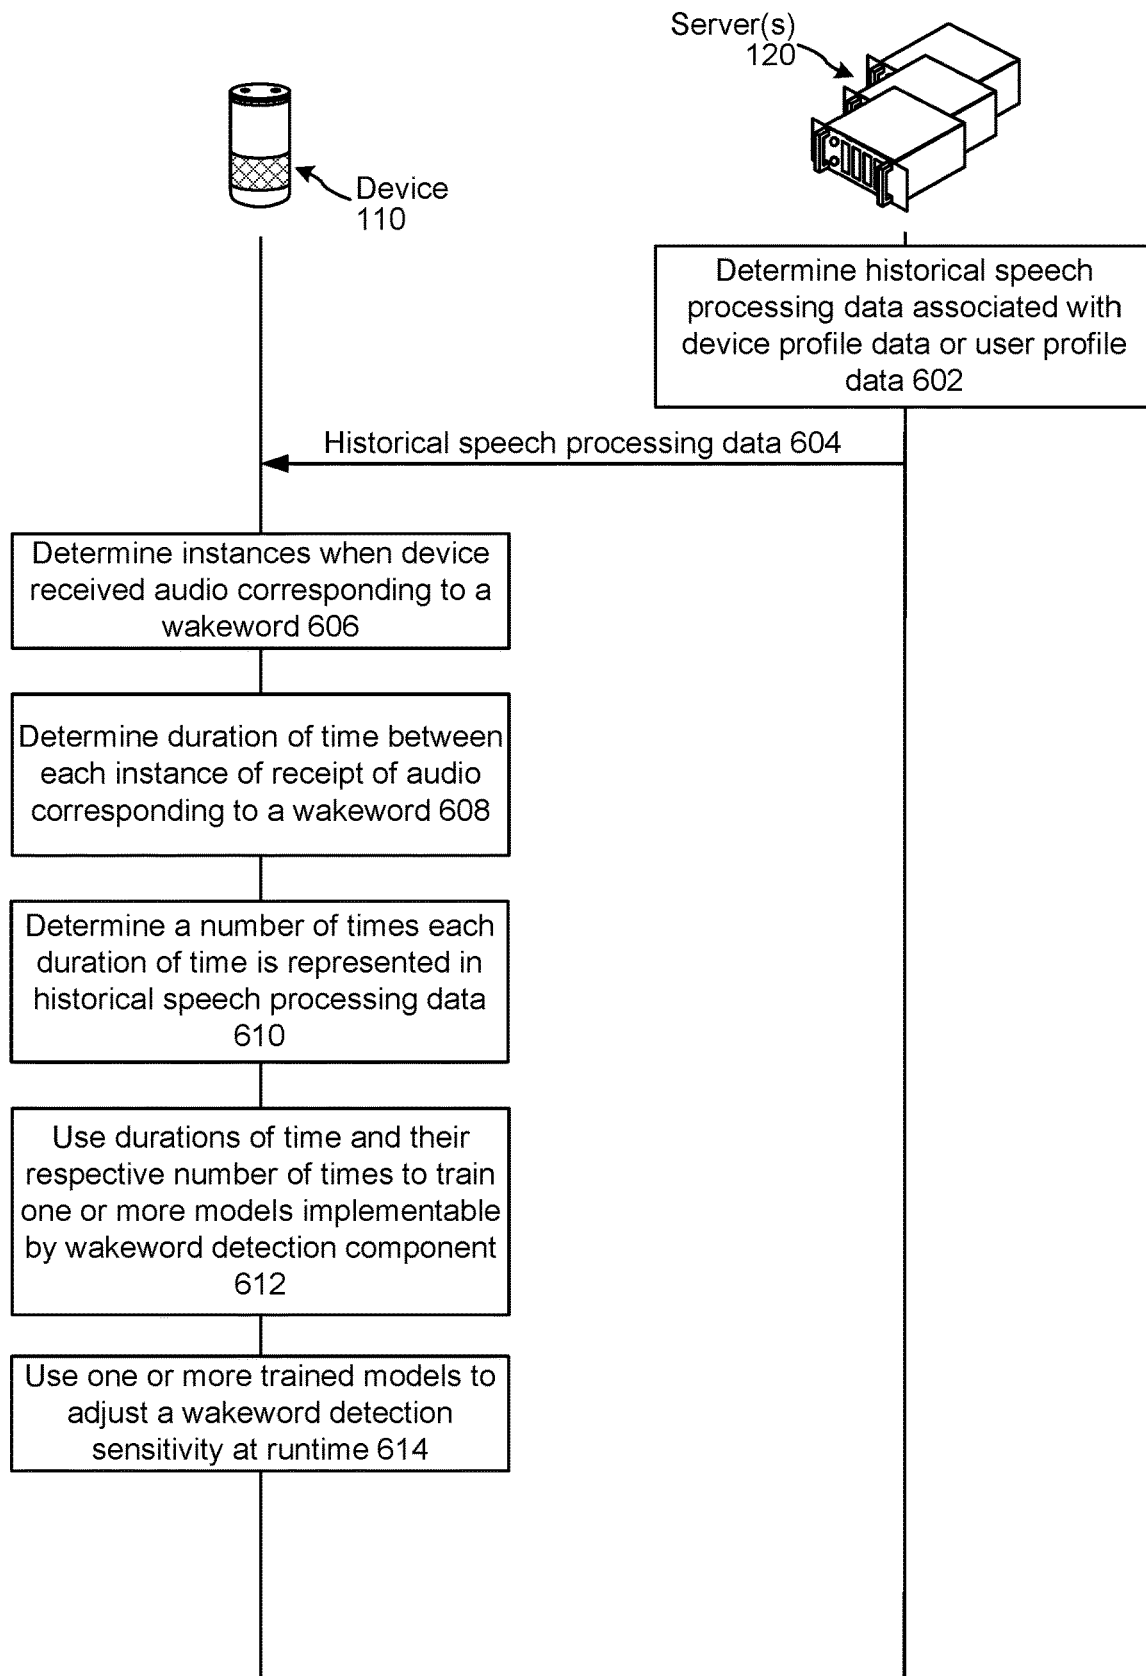 Server(s)
120
Device
110
Determine historical speech
processing data associated with
device profile data or user profile
data 602
Historical speech processing data 604
Determine instances when device
received audio corresponding to a
wakeword 606
Determine duration of time between
each instance of receipt of audio
corresponding to a wakeword 608
Determine a number of times each
duration of time is represented in
historical speech processing data
610
Use durations of time and their
respective number of times to train
one or more models implementable
by wakeword detection component
612
Use one or more trained models to
adjust a wakeword detection
sensitivity at runtime 614